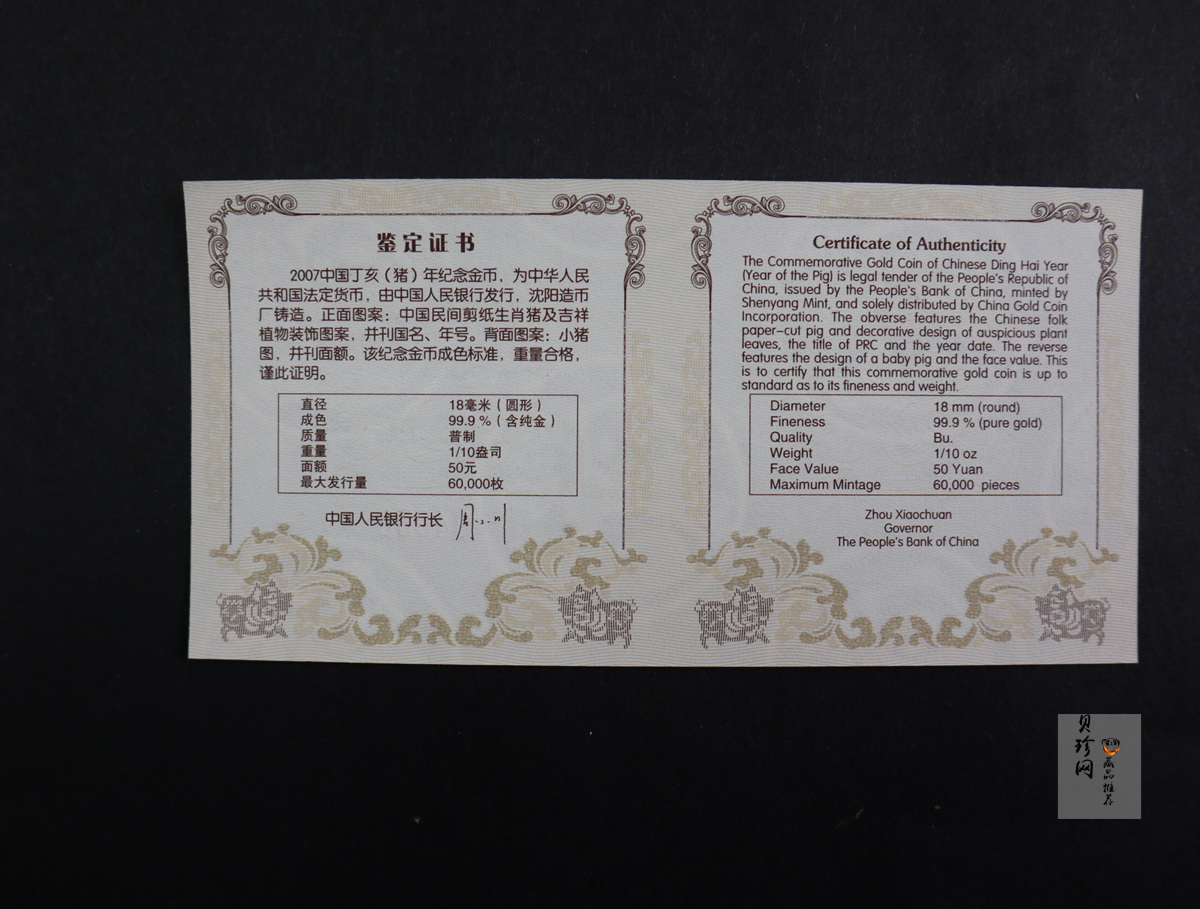 鉴定证书
2007中国丁亥（猪）年纪念金币，为中华人民
共和国法定货币，由中国人民银行发行，沈阳造币
厂铸造。正面图案：中国民间剪纸生肖猪及吉祥
植物装饰图案，并刊国名、年号。背面图案：小猪
图，并刊面额。该纪念金币成色标准，重量合格，
谨此证明。
直径 18毫米（圆形）
成色 99.9 %（含纯金）
质量 普制
重量 1/10盎司
面额 50元
最大发行量 60,000枚
中国人民银行行长
Certificate of Authenticity
The Commemorative Gold Coin of Chinese Ding Hai Year
(Year of the Pig) is legal tender of the People's Republic of
China, issued by the People's Bank of China, minted by
Shenyang Mint, and solely distributed by China Gold Coin
Incorporation. The obverse features the Chinese folk
paper-cut pig and decorative design of auspicious plant
leaves, the title of PRC and the year date. The reverse
features the design of a baby pig and the face value. This
is to certify that this commemorative gold coin is up to
standard as to its fineness and weight.
Diameter 18 mm (round)
Fineness 99.9 % (pure gold)
Quality Bu.
Weight 1/10 oz
Face Value 50 Yuan
Maximum Mintage 60,000 pieces
Zhou Xiaochuan
Governor
The People's Bank of China
贝珍网
藏品推荐